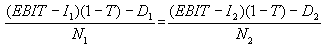 (EBIT − I₁)(1 − T) − D₁ / N₁ = (EBIT − I₂)(1 − T) − D₂ / N₂